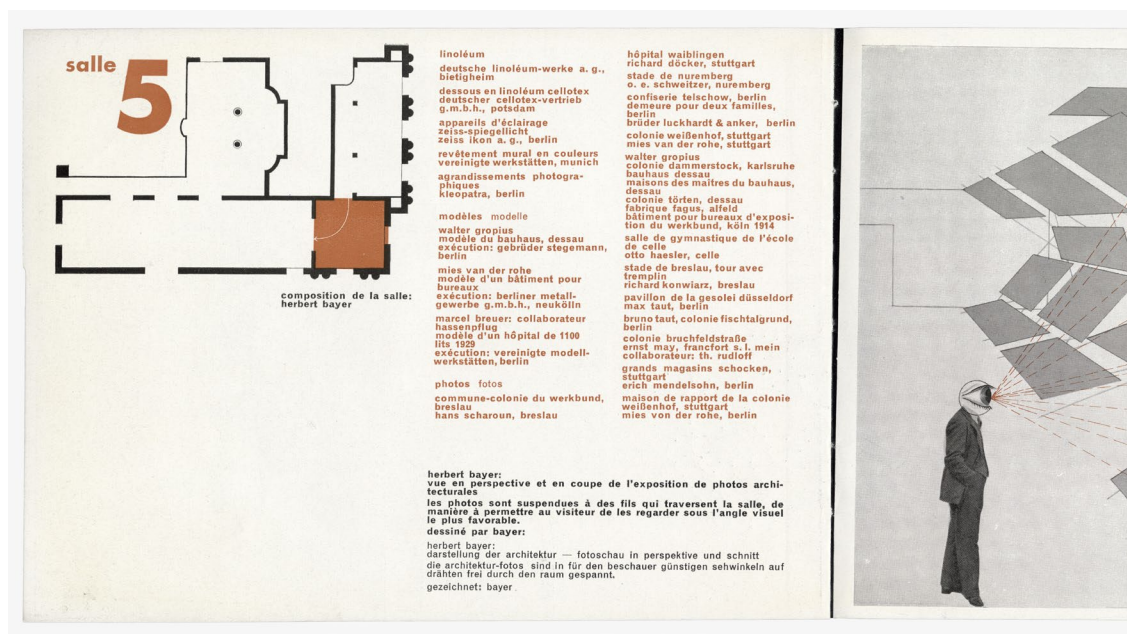 salle 5
composition de la salle:
herbert bayer
linoléum
deutsche linoléum-werke a. g.,
bietigheim
dessous en linoléum cellotex
deutscher cellotex-vertrieb
g.m.b.h., potsdam
appareils d'éclairage
zeiss-spiegellicht
zeiss ikon a. g., berlin
revêtement mural en couleurs
vereinigte werkstätten, munich
agrandissements photogra-
phiques
kleopatra, berlin
modèles modelle
walter gropius
modèle du bauhaus, dessau
exécution: gebrüder stegemann,
berlin
mies van der rohe
modèle d'un bâtiment pour
bureaux
exécution: berliner metall-
gewerbe g.m.b.h., neukölln
marcel breuer: collaborateur
hassenpflug
modèle d'un hôpital de 1100
lits 1929
exécution: vereinigte modell-
werkstätten, berlin
photos fotos
commune-colonie du werkbund,
breslau
hans scharoun, breslau
hôpital waiblingen
richard döcker, stuttgart
stade de nuremberg
o. e. schweitzer, nuremberg
confiserie telschow, berlin
demeure pour deux familles,
berlin
brüder luckhardt & anker, berlin
colonie weißenhof, stuttgart
mies van der rohe, stuttgart
walter gropius
colonie dammerstock, karlsruhe
bauhaus dessau
maisons des maîtres du bauhaus,
dessau
colonie törten, dessau
fabrique fagus, alfeld
bâtiment pour bureaux d'exposi-
tion du werkbund, köln 1914
salle de gymnastique de l'école
de celle
otto haesler, celle
stade de breslau, tour avec
tremplin
richard konwiarz, breslau
pavillon de la gesolei düsseldorf
max taut, berlin
bruno taut, colonie fischtalgrund,
berlin
colonie bruchfeldstraße
ernst may, francfort s. l. mein
collaborateur: th. rudloff
grands magasins schocken,
stuttgart
erich mendelsohn, berlin
maison de rapport de la colonie
weißenhof, stuttgart
mies von der rohe, berlin
herbert bayer:
vue en perspective et en coupe de l'exposition de photos archi-
tecturales
les photos sont suspendues à des fils qui traversent la salle, de
manière à permettre au visiteur de les regarder sous l'angle visuel
le plus favorable.
dessiné par bayer:
herbert bayer:
darstellung der architektur — fotoschau in perspektive und schnitt
die architektur-fotos sind in für den beschauer günstigen sehwinkeln auf
drähten frei durch den raum gespannt.
gezeichnet: bayer